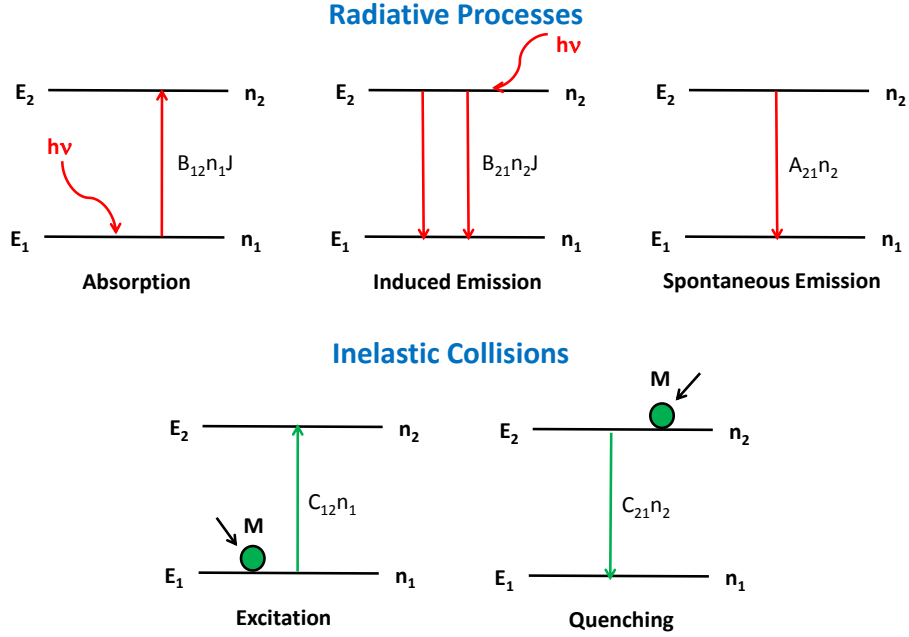 Radiative Processes
hν
E₂ n₂ E₂ n₂ E₂ n₂
hν B₁₂n₁J B₂₁n₂J A₂₁n₂
E₁ n₁ E₁ n₁ E₁ n₁
Absorption Induced Emission Spontaneous Emission
Inelastic Collisions
M
E₂ n₂ E₂ n₂
C₁₂n₁ C₂₁n₂
M
E₁ n₁ E₁ n₁
Excitation Quenching